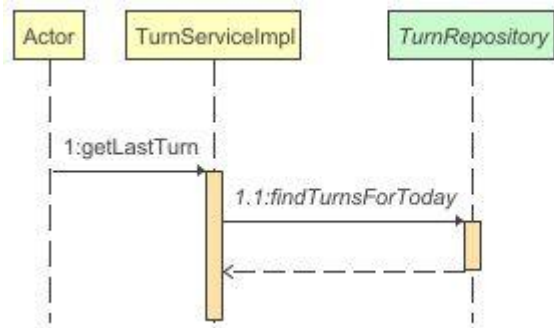 Actor
TurnServiceImpl
TurnRepository
1:getLastTurn
1.1:findTurnsForToday